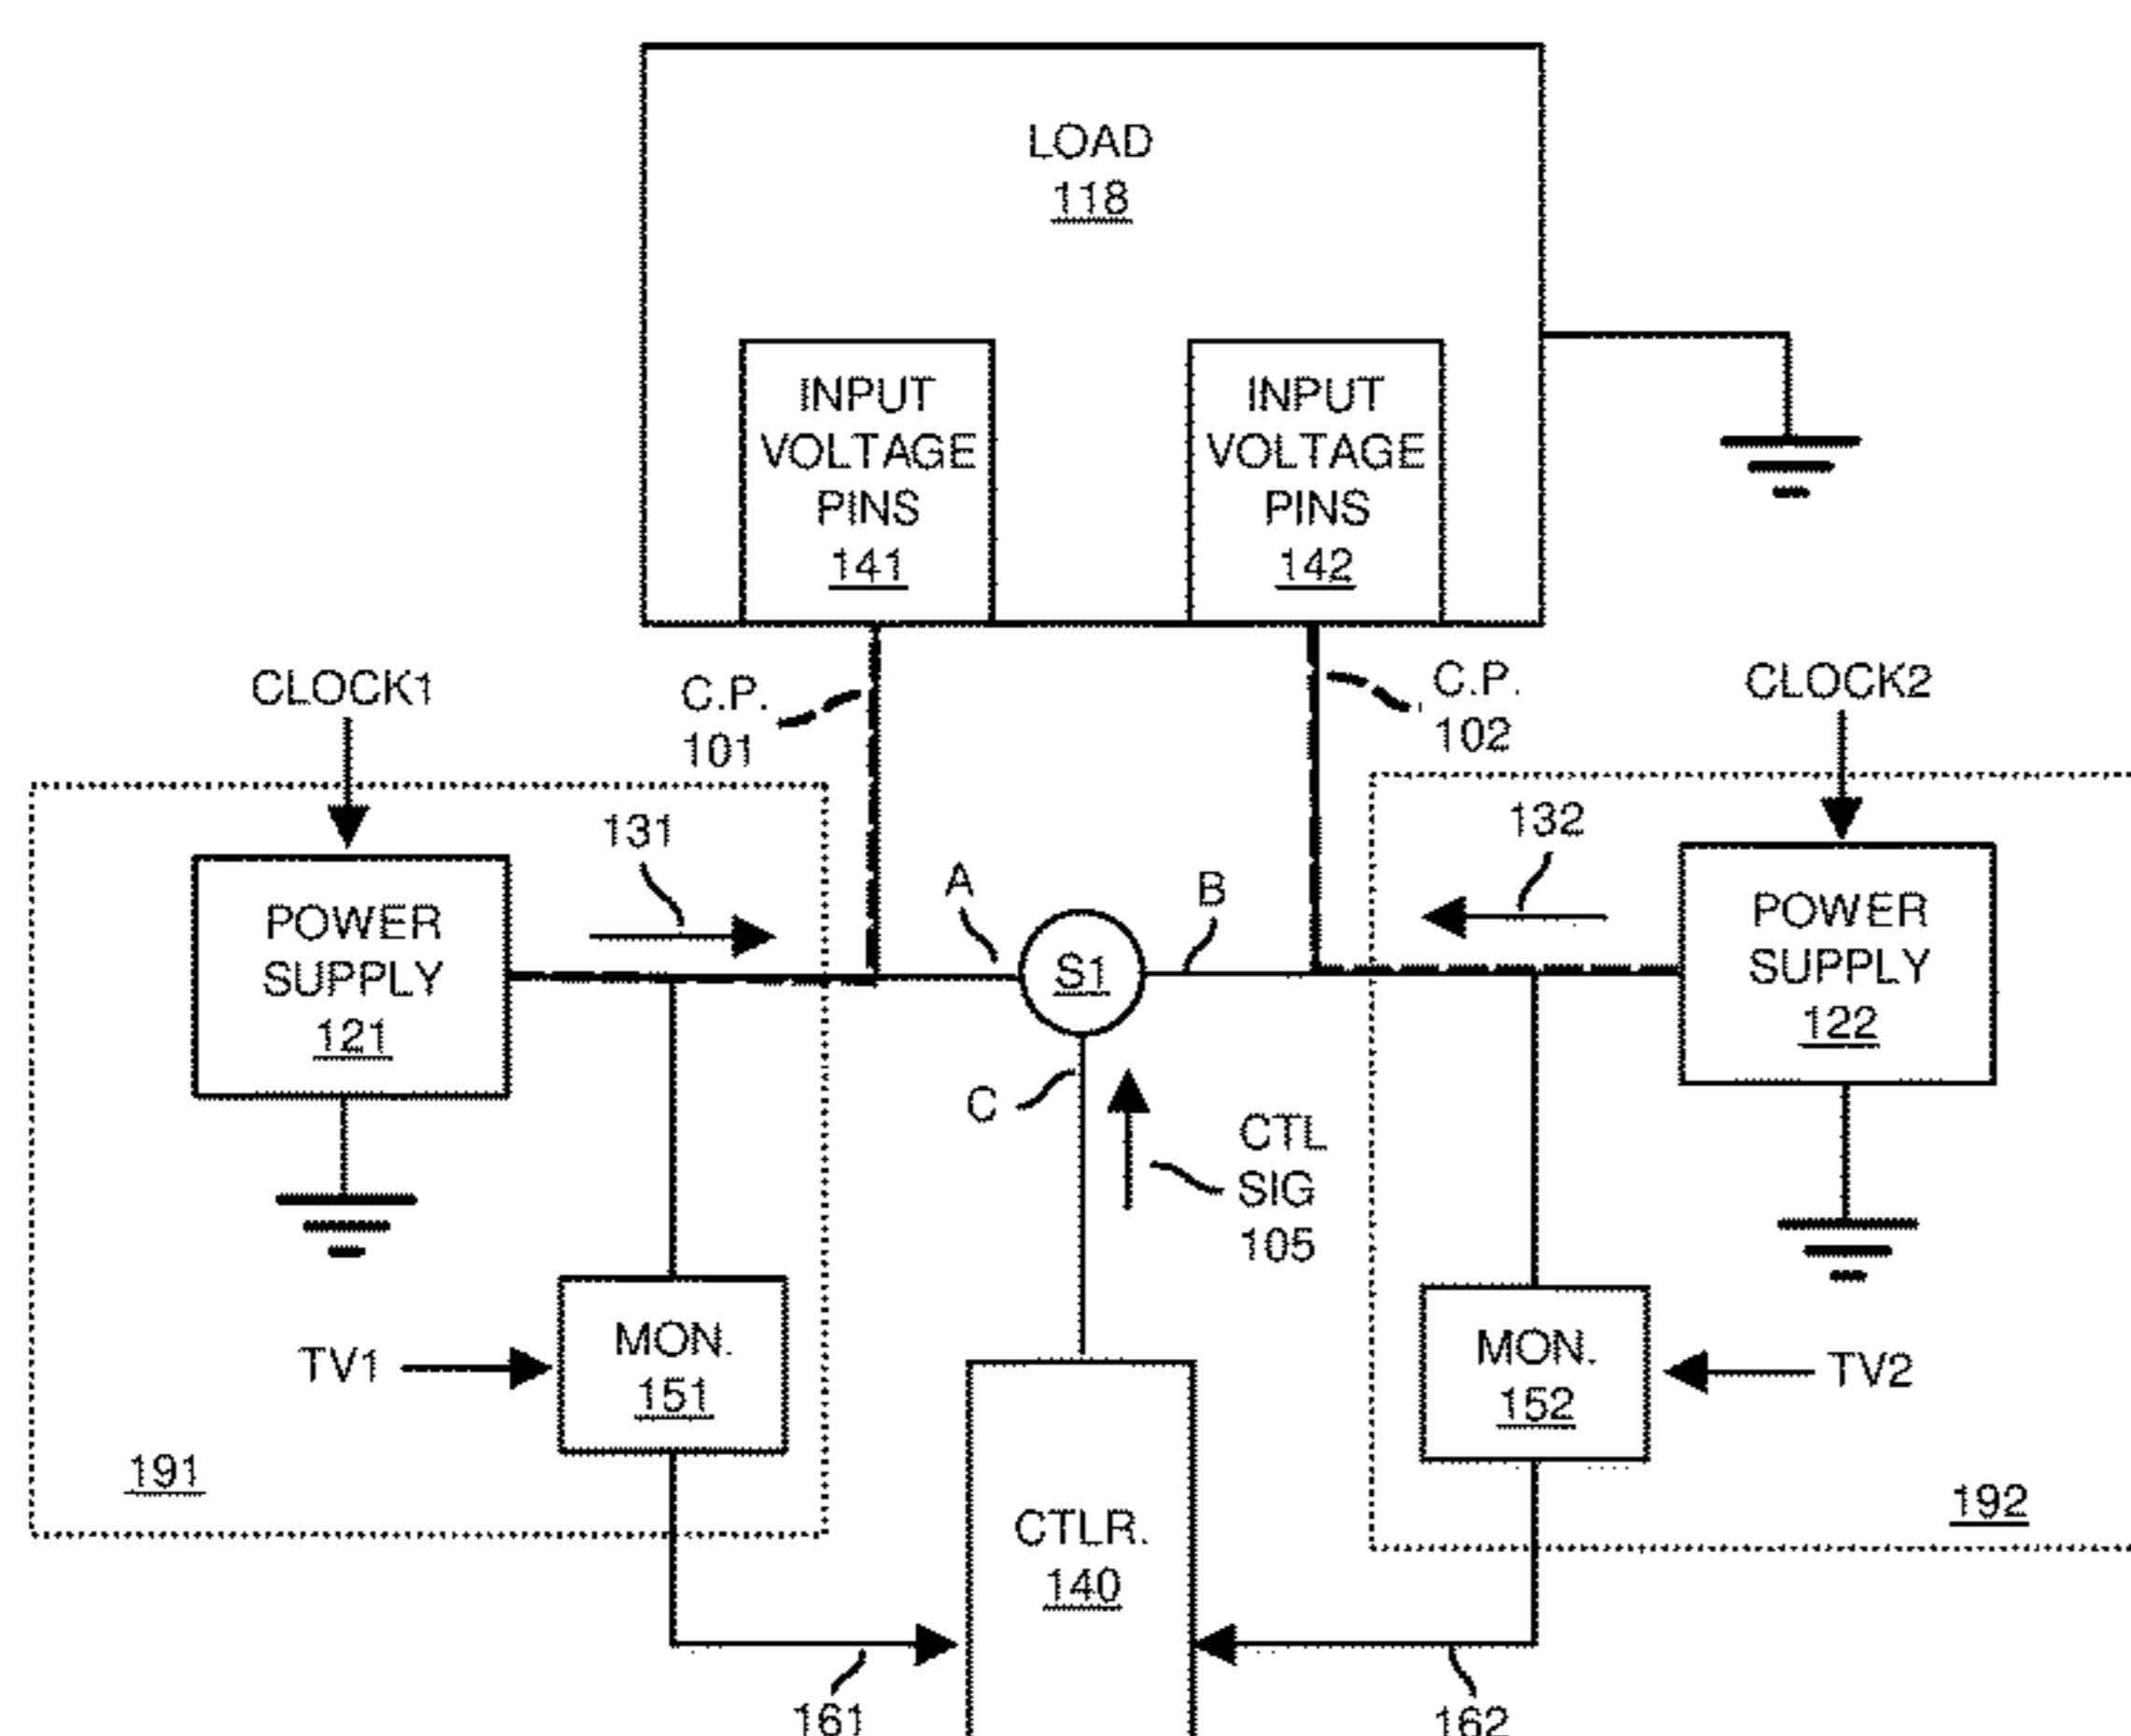 LOAD
118
INPUT
VOLTAGE
PINS
141
INPUT
VOLTAGE
PINS
142
CLOCK1
C.P.
101
C.P.
102
CLOCK2
131
132
POWER
SUPPLY
121
A
S1
B
POWER
SUPPLY
122
C
CTL
SIG
105
TV1
MON.
151
MON.
152
TV2
191
CTLR.
140
192
161
162